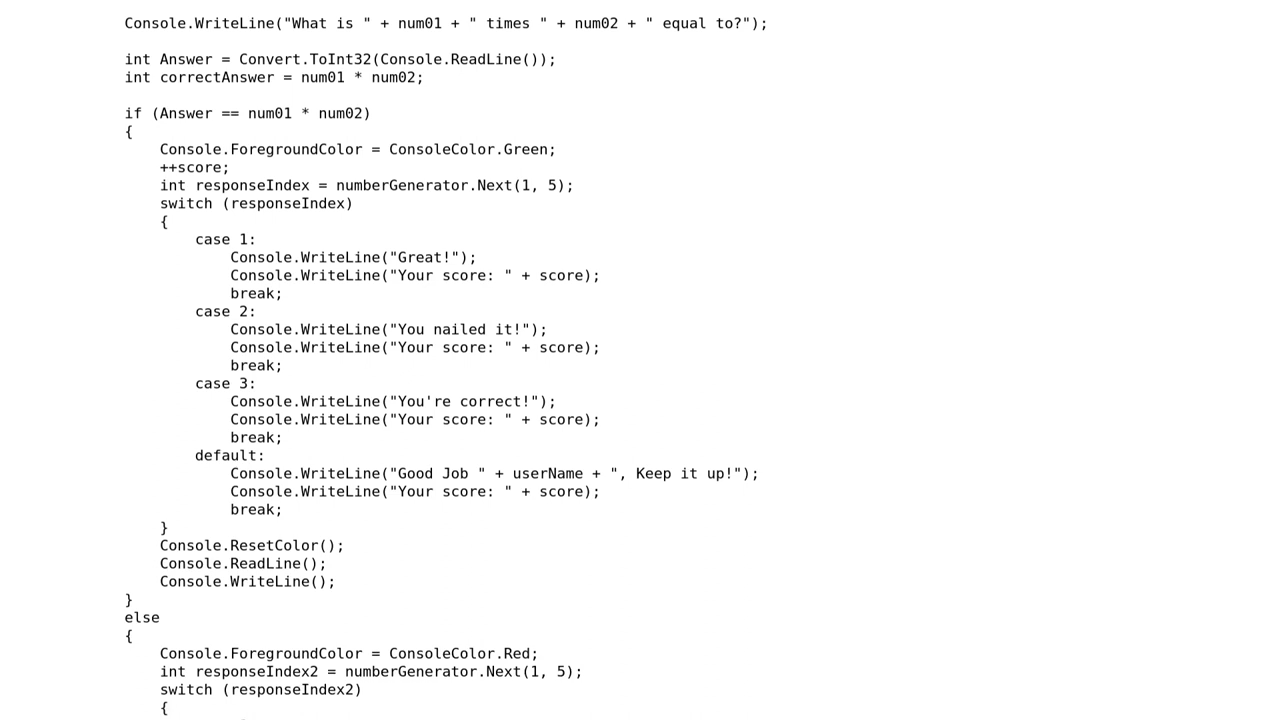 Console.WriteLine("What is " + num01 + " times " + num02 + " equal to?");

int Answer = Convert.ToInt32(Console.ReadLine());
int correctAnswer = num01 * num02;

if (Answer == num01 * num02)
{
    Console.ForegroundColor = ConsoleColor.Green;
    ++score;
    int responseIndex = numberGenerator.Next(1, 5);
    switch (responseIndex)
    {
        case 1:
            Console.WriteLine("Great!");
            Console.WriteLine("Your score: " + score);
            break;
        case 2:
            Console.WriteLine("You nailed it!");
            Console.WriteLine("Your score: " + score);
            break;
        case 3:
            Console.WriteLine("You're correct!");
            Console.WriteLine("Your score: " + score);
            break;
        default:
            Console.WriteLine("Good Job " + userName + ", Keep it up!");
            Console.WriteLine("Your score: " + score);
            break;
    }
    Console.ResetColor();
    Console.ReadLine();
    Console.WriteLine();
}
else
{
    Console.ForegroundColor = ConsoleColor.Red;
    int responseIndex2 = numberGenerator.Next(1, 5);
    switch (responseIndex2)
    {